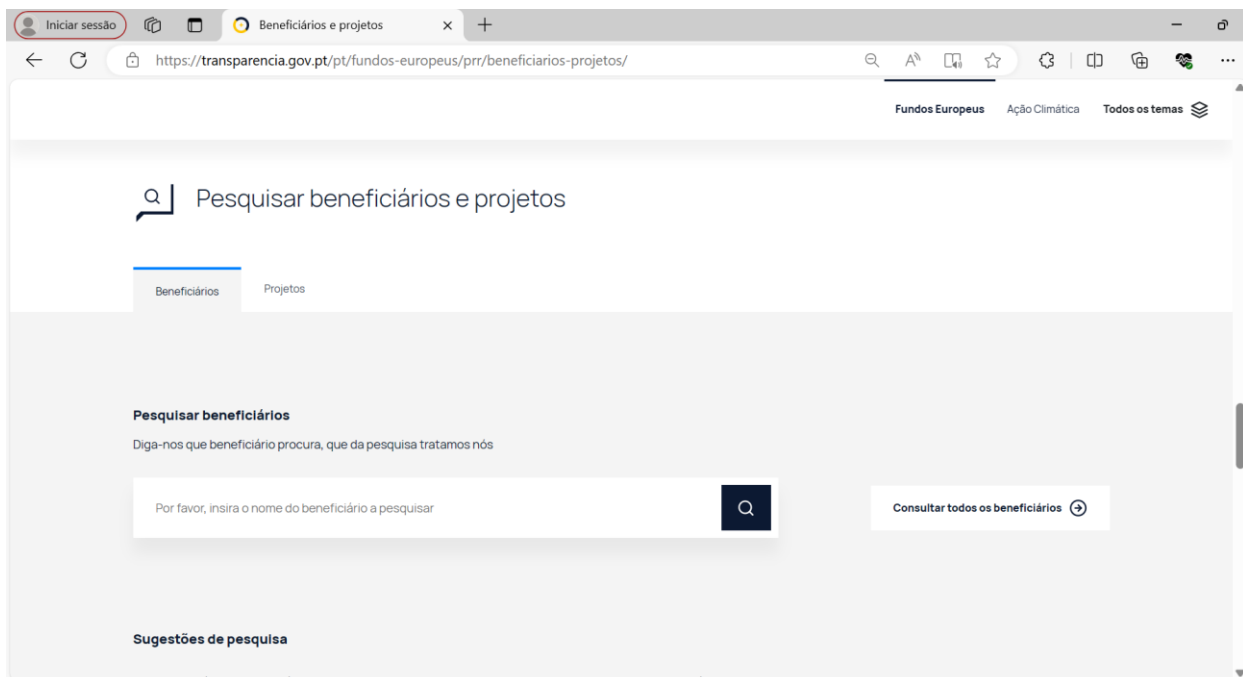 Iniciar sessão
Beneficiários e projetos
https://transparencia.gov.pt/pt/fundos-europeus/prr/beneficiarios-projetos/
Fundos Europeus Ação Climática Todos os temas
Pesquisar beneficiários e projetos
Beneficiários Projetos
Pesquisar beneficiários
Diga-nos que beneficiário procura, que da pesquisa tratamos nós
Por favor, insira o nome do beneficiário a pesquisar
Consultar todos os beneficiários
Sugestões de pesquisa